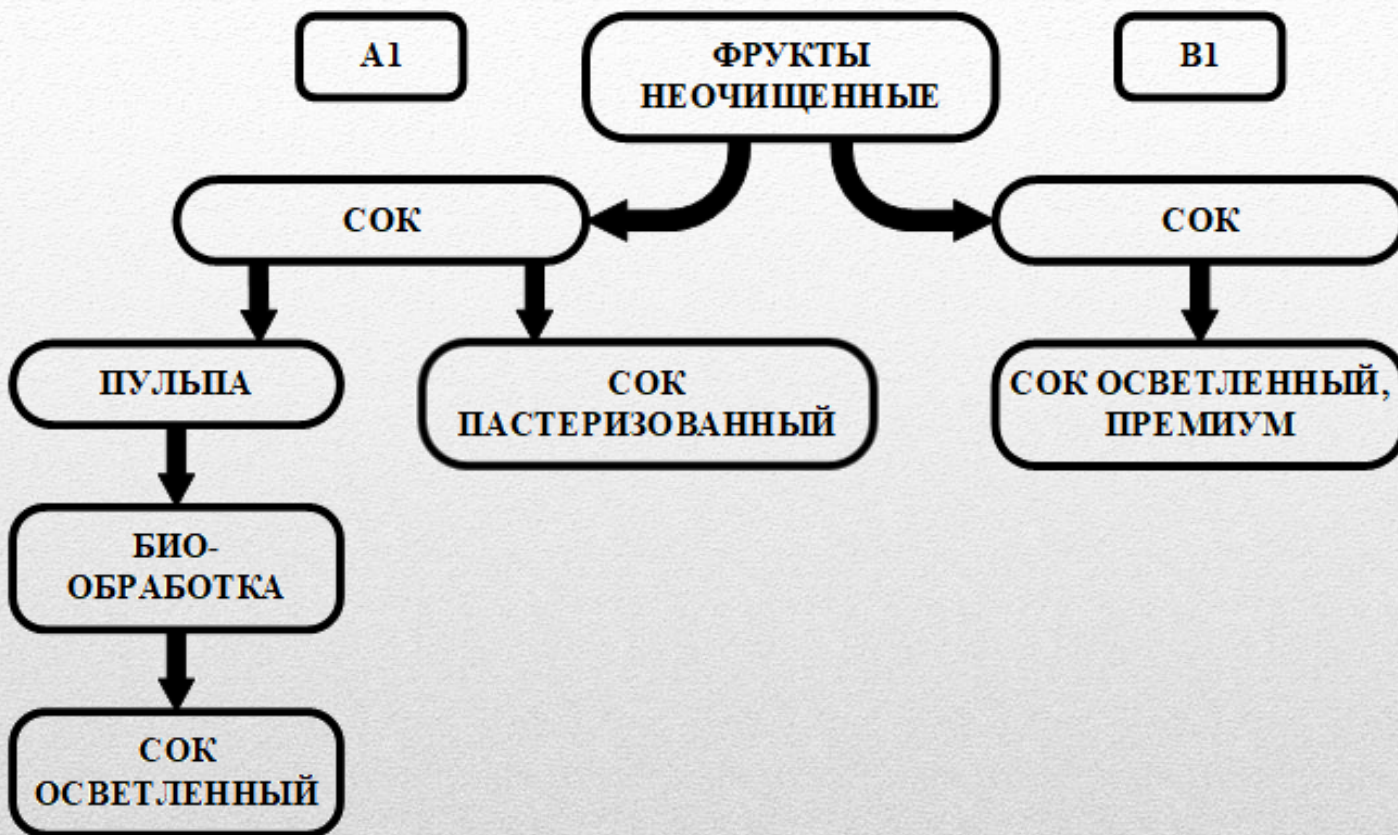 А1
ФРУКТЫ
НЕОЧИЩЕННЫЕ
В1
СОК
СОК
ПУЛЬПА
СОК
ПАСТЕРИЗОВАННЫЙ
СОК ОСВЕТЛЕННЫЙ,
ПРЕМИУМ
БИО-
ОБРАБОТКА
СОК
ОСВЕТЛЕННЫЙ